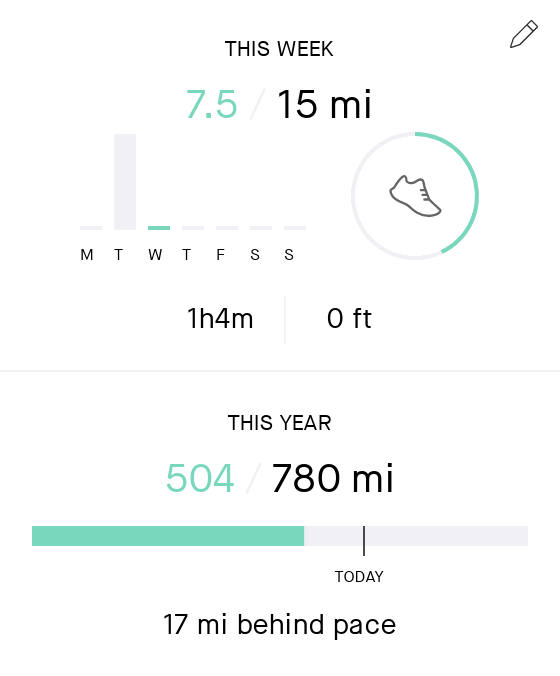 THIS WEEK
7.5 / 15 mi
M T W T F S S
1h4m 0 ft
THIS YEAR
504 / 780 mi
TODAY
17 mi behind pace